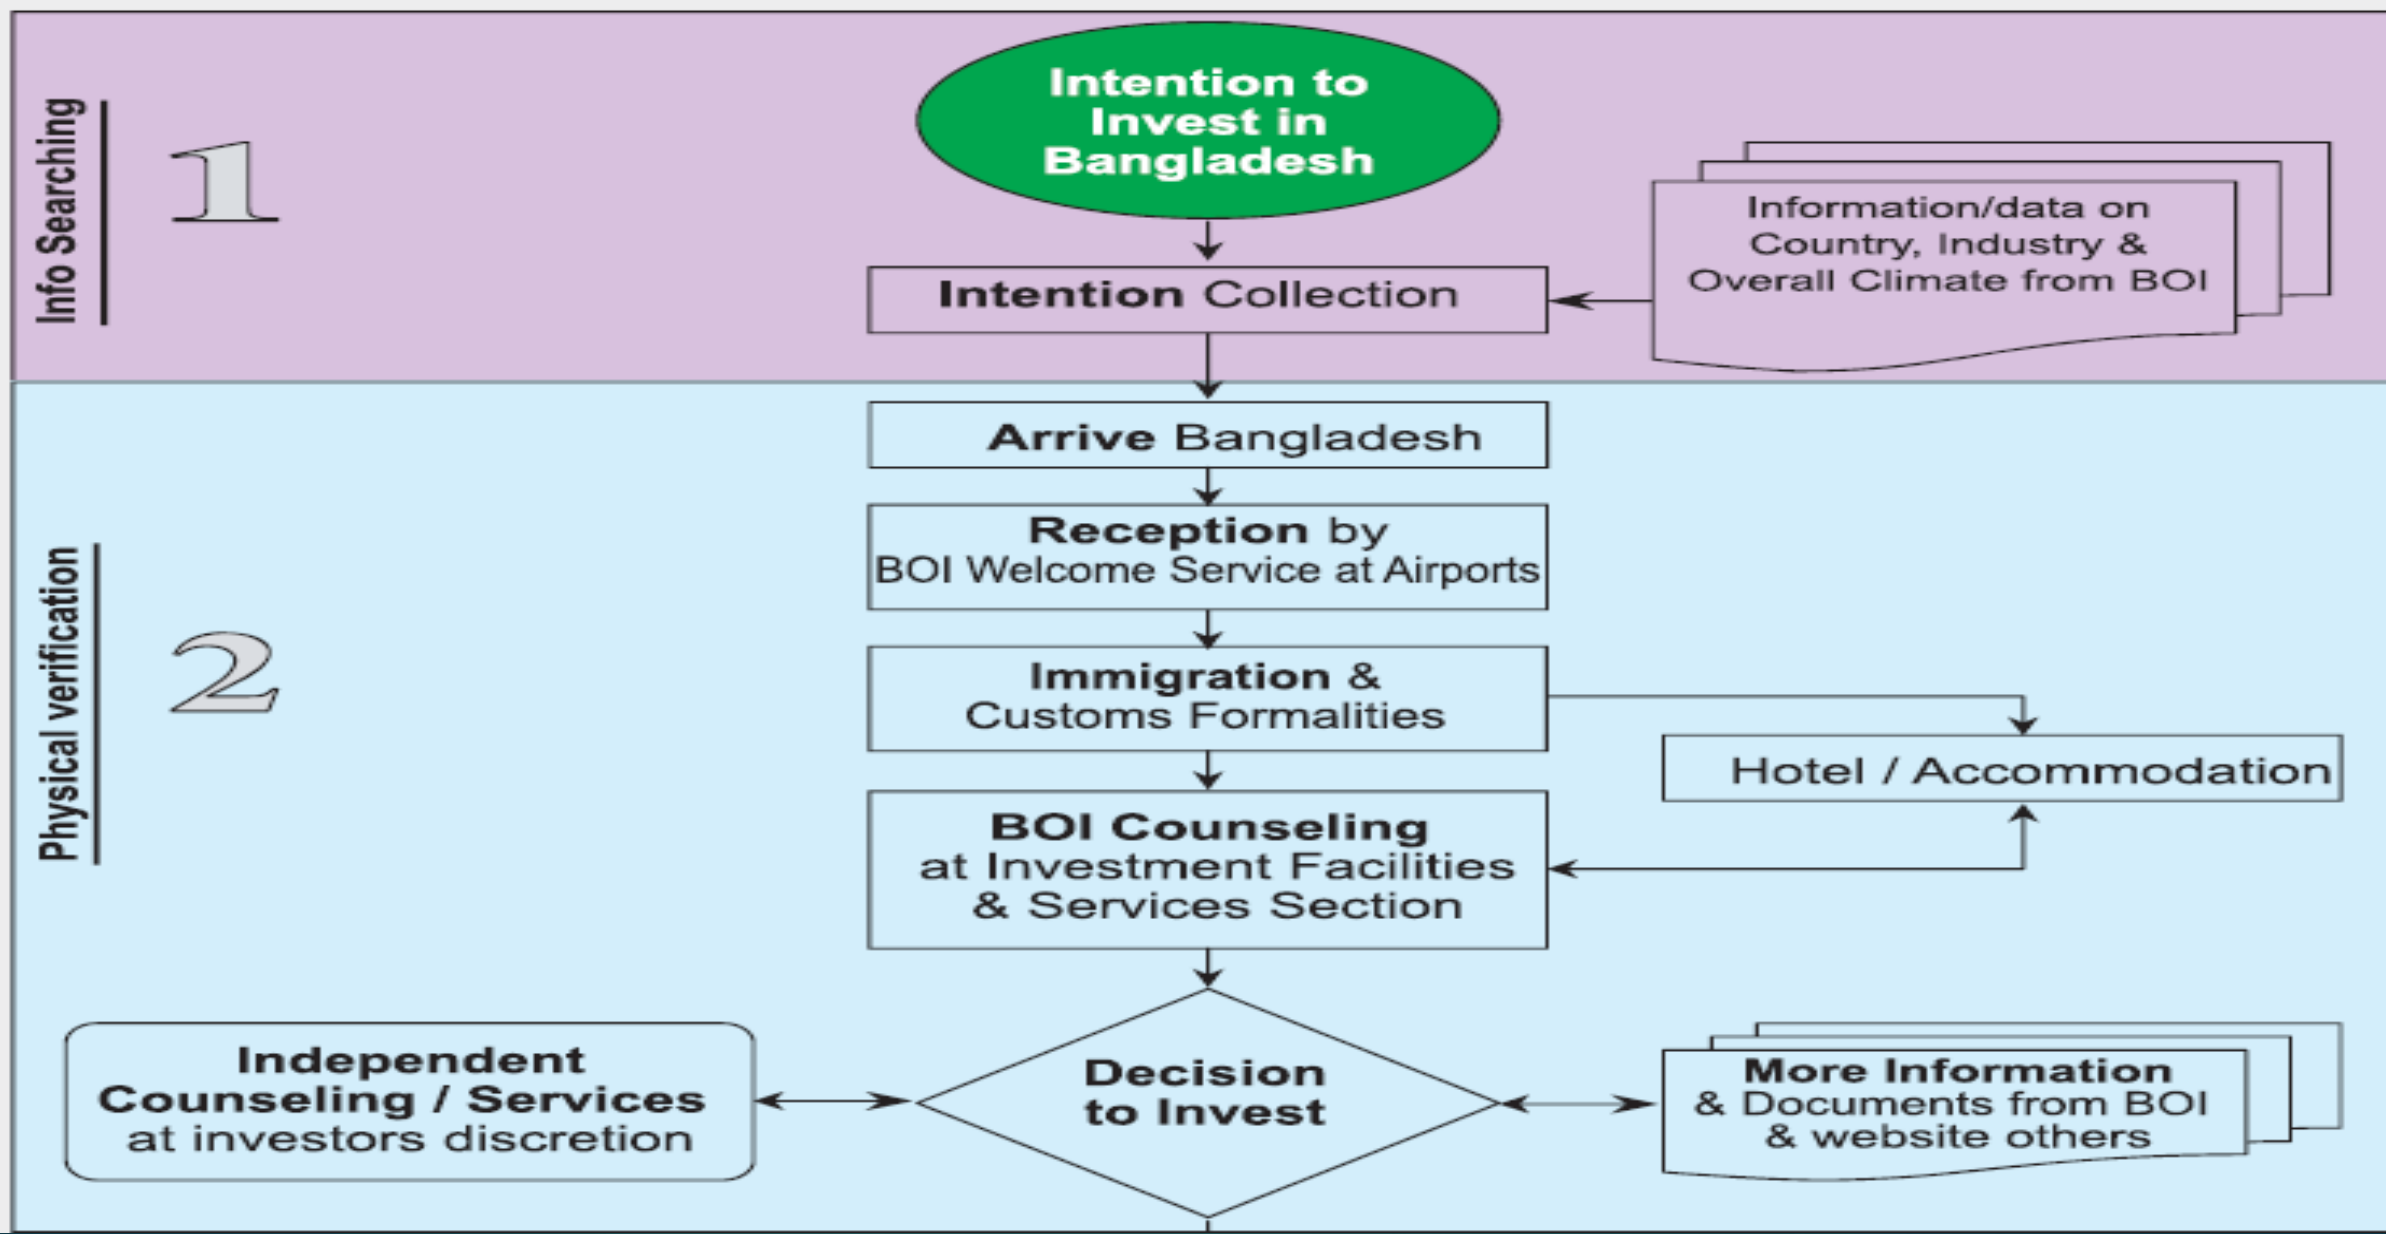 Info Searching
1
Intention to
Invest in
Bangladesh
Intention Collection
Information/data on
Country, Industry &
Overall Climate from BOI
Physical verification
2
Arrive Bangladesh
Reception by
BOI Welcome Service at Airports
Immigration &
Customs Formalities
Hotel / Accommodation
BOI Counseling
at Investment Facilities
& Services Section
Independent
Counseling / Services
at investors discretion
Decision
to Invest
More Information
& Documents from BOI
& website others